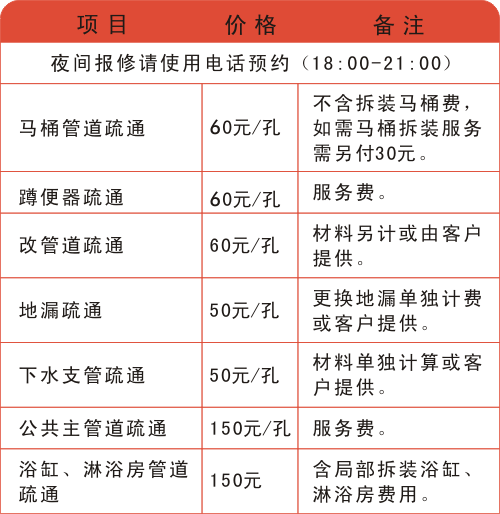 项目 价格 备注
夜间报修请使用电话预约（18:00-21:00）
马桶管道疏通 60元/孔 不含拆装马桶费，
如需马桶拆装服务
需另付30元。
蹲便器疏通 60元/孔 服务费。
改管道疏通 60元/孔 材料另计或由客户
提供。
地漏疏通 50元/孔 更换地漏单独计费
或客户提供。
下水支管疏通 50元/孔 材料单独计算或客
户提供。
公共主管道疏通 150元/孔 服务费。
浴缸、淋浴房管道
疏通 150元 含局部拆装浴缸、
淋浴房费用。